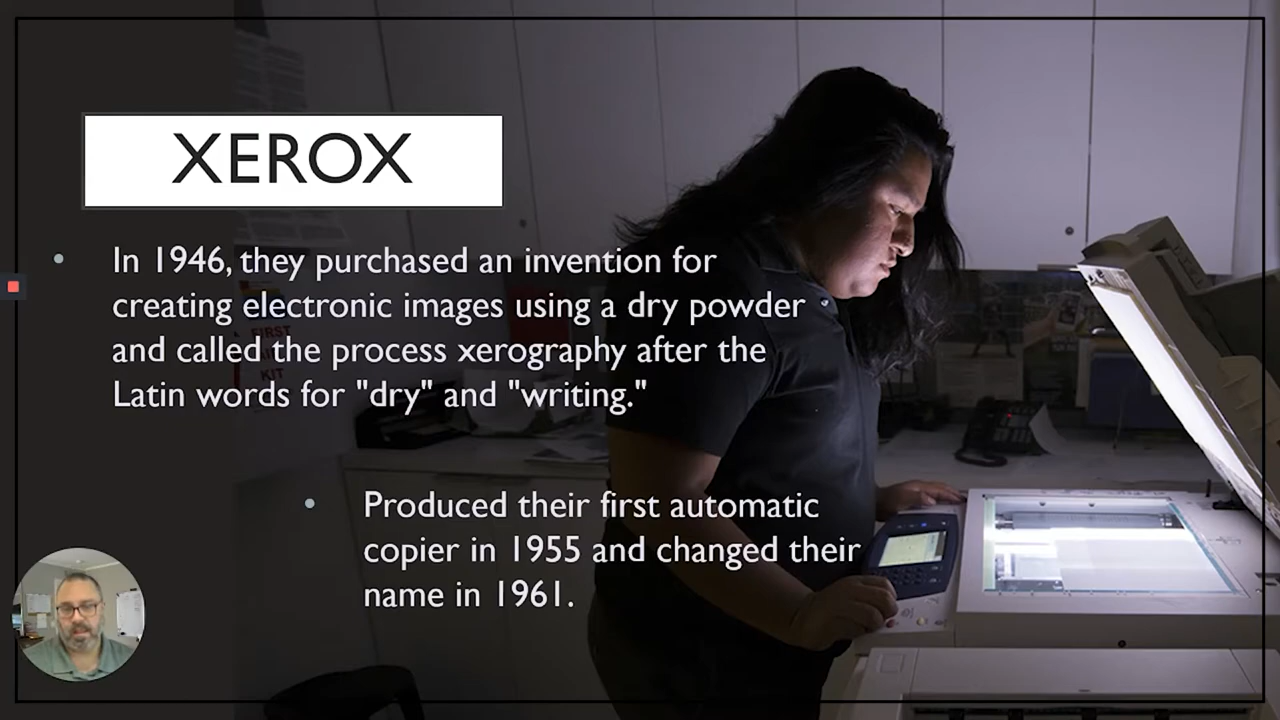 XEROX
In 1946, they purchased an invention for
creating electronic images using a dry powder
and called the process xerography after the
Latin words for "dry" and "writing."
FIRST
KIT
Produced their first automatic
copier in 1955 and changed their
name in 1961.